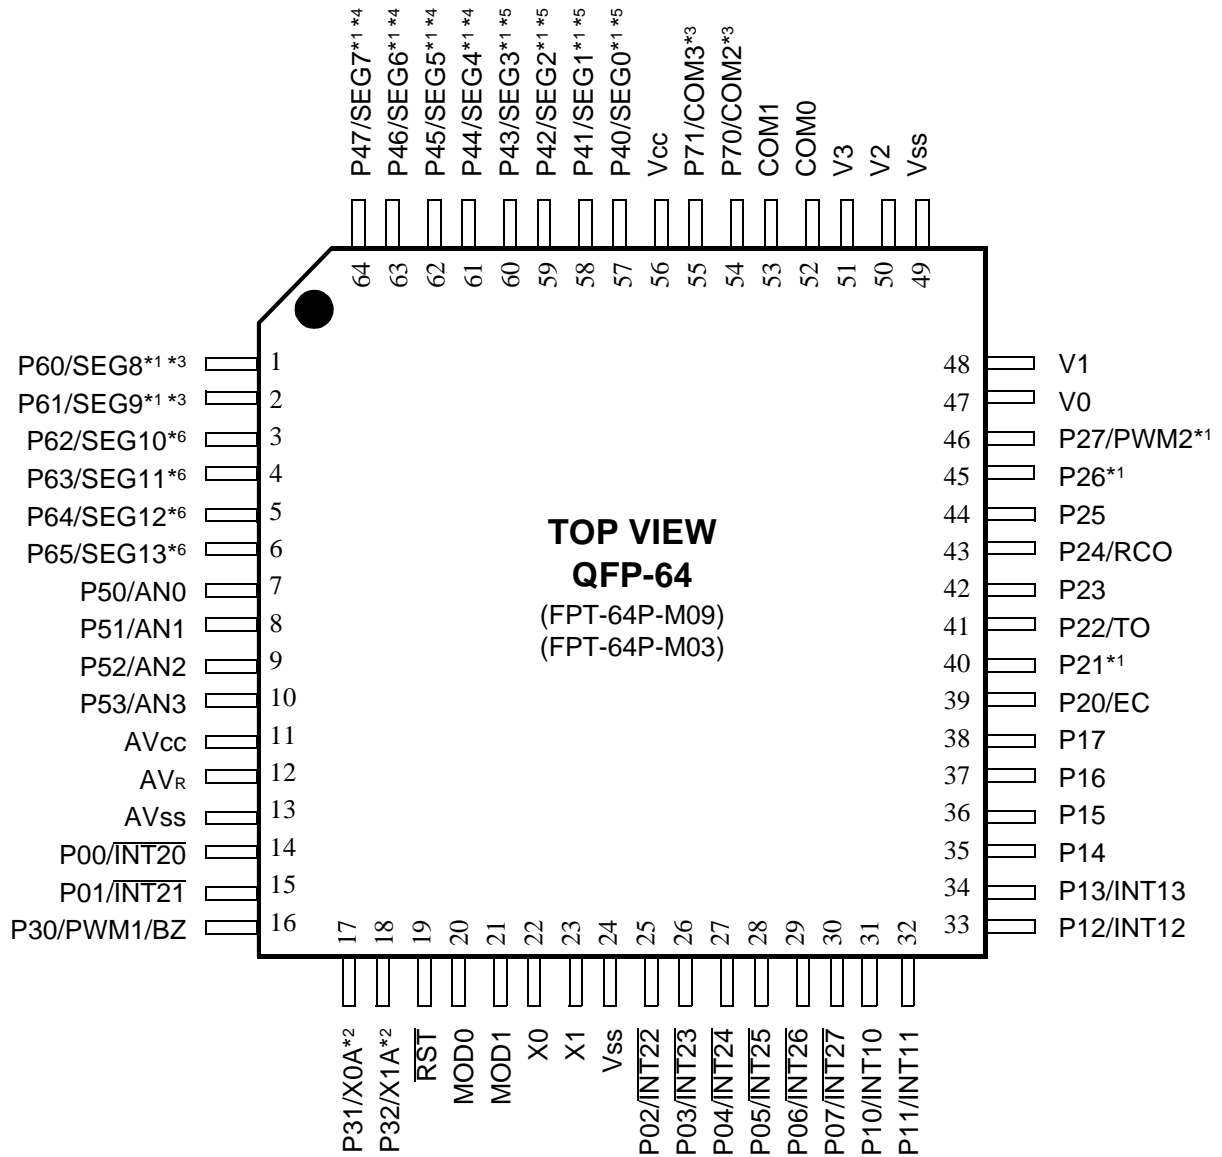 P47/SEG7*1 *4
P46/SEG6*1 *4
P45/SEG5*1 *4
P44/SEG4*1 *4
P43/SEG3*1 *5
P42/SEG2*1 *5
P41/SEG1*1 *5
P40/SEG0*1 *5
Vcc
P71/COM3*3
P70/COM2*3
COM1
COM0
V3
V2
Vss
64
63
62
61
60
59
58
57
56
55
54
53
52
51
50
49
P60/SEG8*1 *3 1
P61/SEG9*1 *3 2
P62/SEG10*6 3
P63/SEG11*6 4
P64/SEG12*6 5
P65/SEG13*6 6
P50/AN0 7
P51/AN1 8
P52/AN2 9
P53/AN3 10
AVcc 11
AVR 12
AVss 13
P00/INT20 14
P01/INT21 15
P30/PWM1/BZ 16
TOP VIEW
QFP-64
(FPT-64P-M09)
(FPT-64P-M03)
48 V1
47 V0
46 P27/PWM2*1
45 P26*1
44 P25
43 P24/RCO
42 P23
41 P22/TO
40 P21*1
39 P20/EC
38 P17
37 P16
36 P15
35 P14
34 P13/INT13
33 P12/INT12
17
18
19
20
21
22
23
24
25
26
27
28
29
30
31
32
P31/X0A*2
P32/X1A*2
RST
MOD0
MOD1
X0
X1
Vss
P02/INT22
P03/INT23
P04/INT24
P05/INT25
P06/INT26
P07/INT27
P10/INT10
P11/INT11